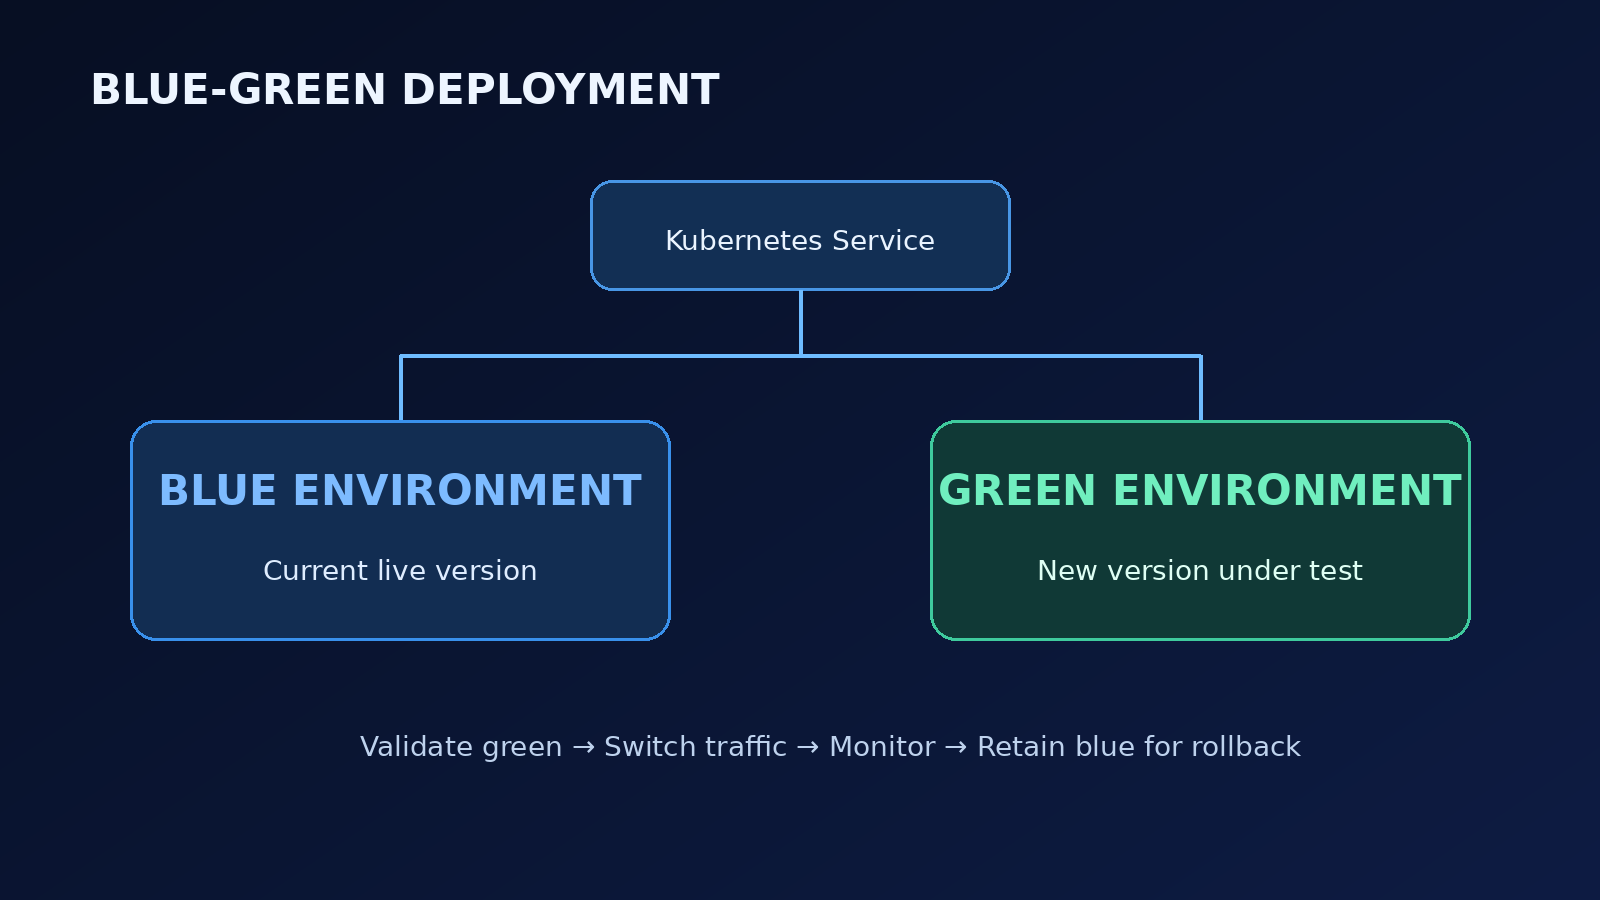 BLUE-GREEN DEPLOYMENT
Kubernetes Service
BLUE ENVIRONMENT
Current live version
GREEN ENVIRONMENT
New version under test
Validate green → Switch traffic → Monitor → Retain blue for rollback